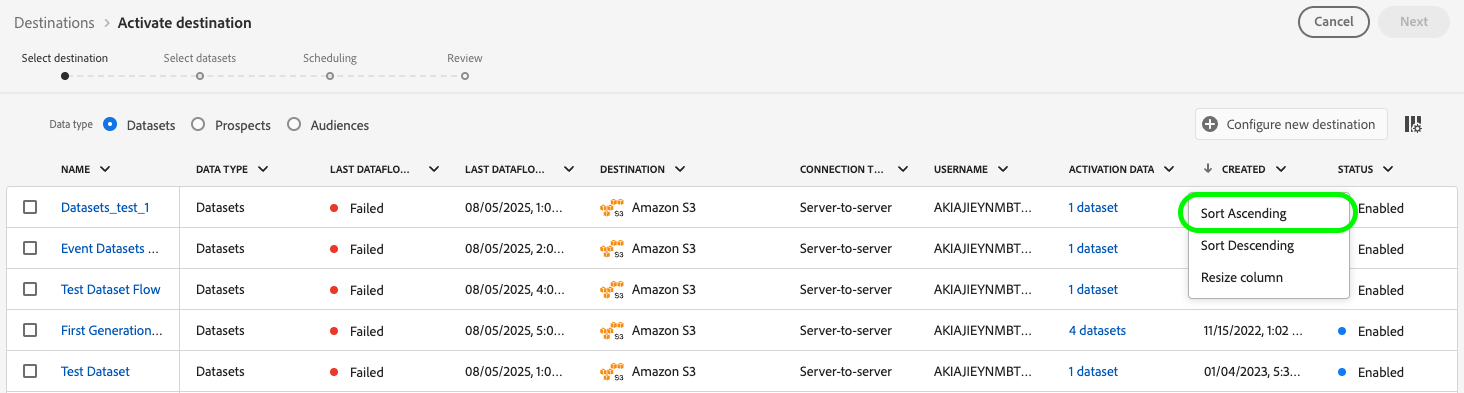 Destinations > Activate destination
Cancel
Next
Select destination
Select datasets
Scheduling
Review
Data type
Datasets
Prospects
Audiences
Configure new destination
NAME
DATA TYPE
LAST DATAFLO...
LAST DATAFLO...
DESTINATION
CONNECTION T...
USERNAME
ACTIVATION DATA
CREATED
STATUS
Datasets_test_1
Datasets
Failed
08/05/2025, 1:0...
S3
Amazon S3
Server-to-server
AKIAJIEYNMBT...
1 dataset
Sort Ascending
Enabled
Event Datasets ...
Datasets
Failed
08/05/2025, 2:0...
S3
Amazon S3
Server-to-server
AKIAJIEYNMBT...
1 dataset
Sort Descending
Enabled
Test Dataset Flow
Datasets
Failed
08/05/2025, 4:0...
S3
Amazon S3
Server-to-server
AKIAJIEYNMBT...
1 dataset
Resize column
Enabled
First Generation...
Datasets
Failed
08/05/2025, 5:0...
S3
Amazon S3
Server-to-server
AKIAJIEYNMBT...
4 datasets
11/15/2022, 1:02 ...
Enabled
Test Dataset
Datasets
Failed
08/05/2025, 1:0...
S3
Amazon S3
Server-to-server
AKIAJIEYNMBT...
1 dataset
01/04/2023, 5:3...
Enabled